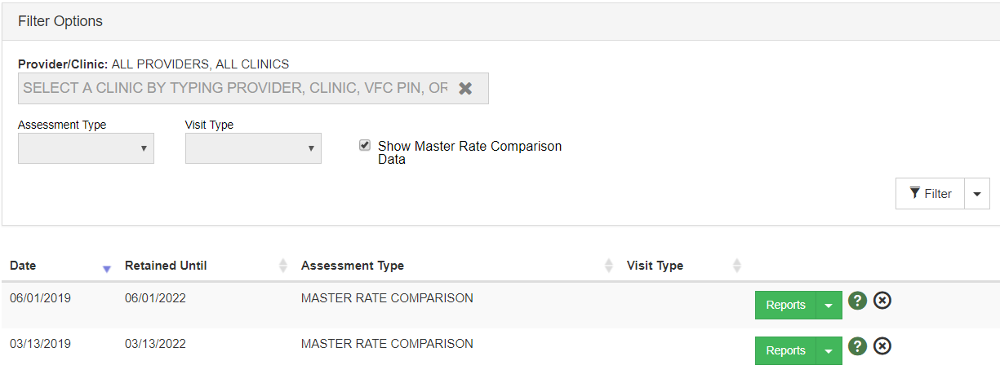 Filter Options
Provider/Clinic: ALL PROVIDERS, ALL CLINICS
SELECT A CLINIC BY TYPING PROVIDER, CLINIC, VFC PIN, OR
Assessment Type
Visit Type
Show Master Rate Comparison
Data
Filter
Date Retained Until Assessment Type Visit Type
06/01/2019 06/01/2022 MASTER RATE COMPARISON Reports ?
03/13/2019 03/13/2022 MASTER RATE COMPARISON Reports ?